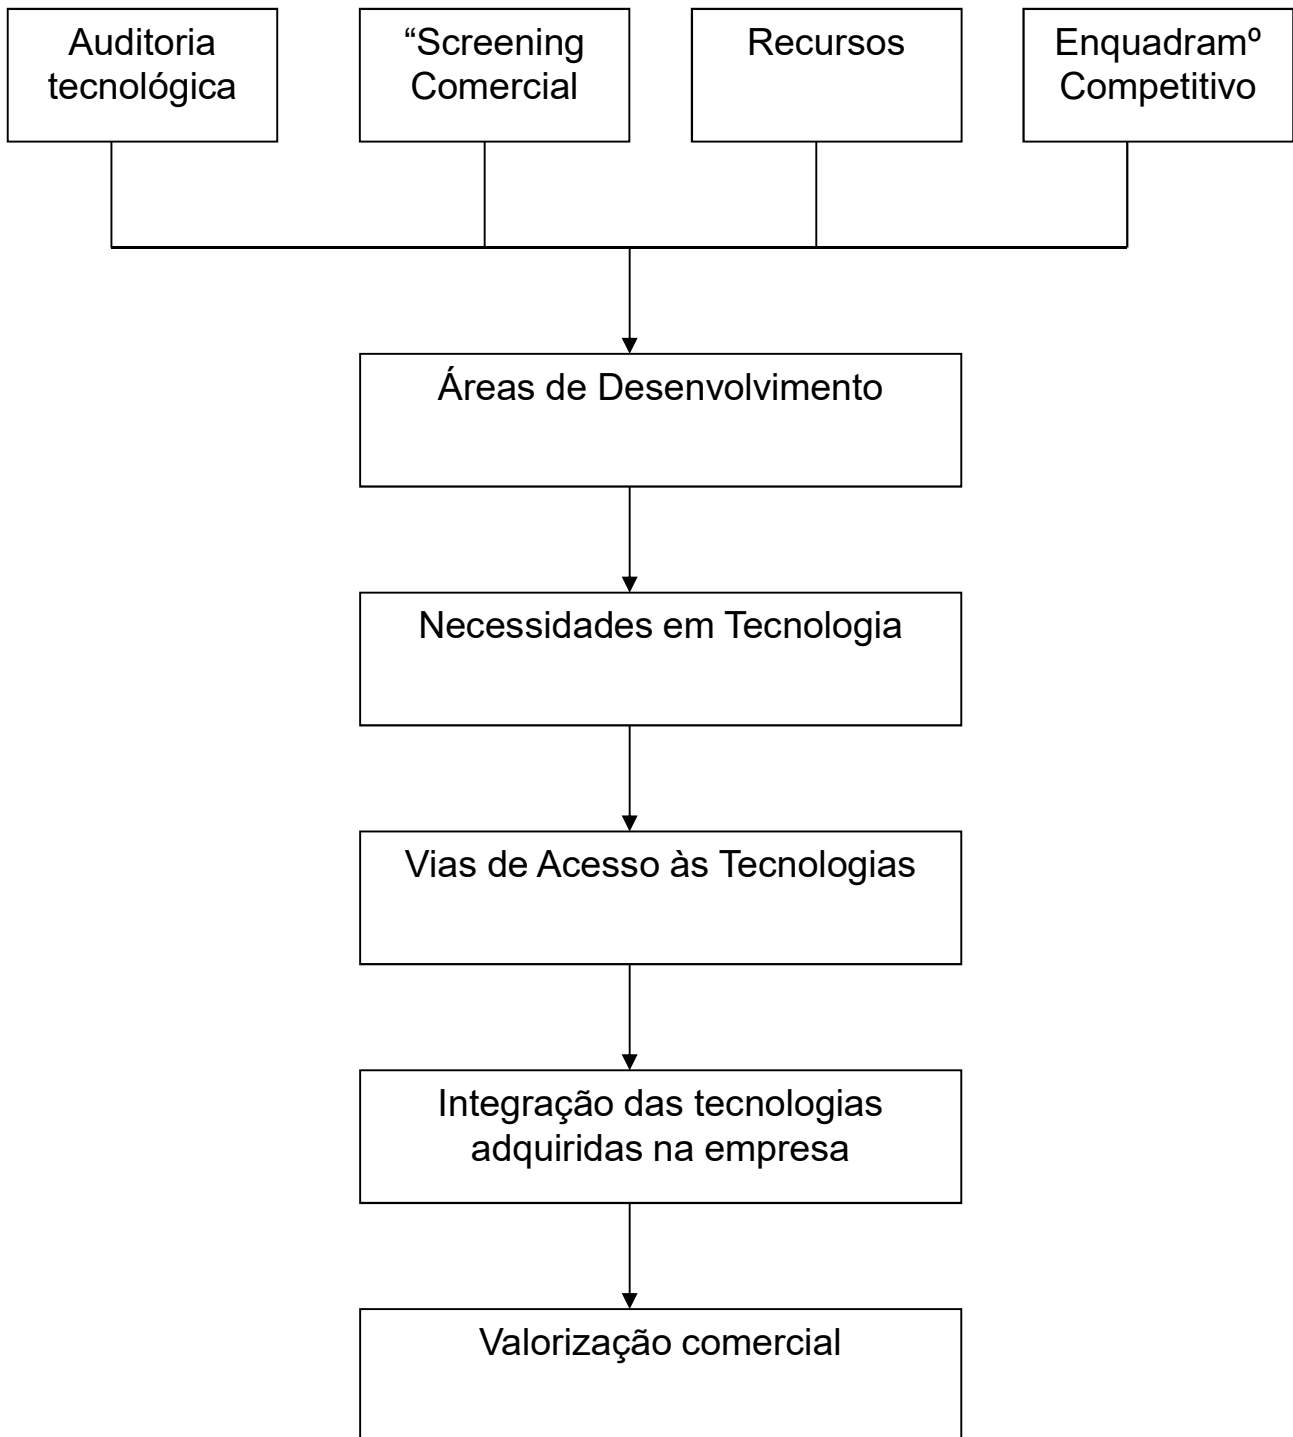 Auditoria
tecnológica
“Screening
Comercial
Recursos
Enquadramº
Competitivo
Áreas de Desenvolvimento
Necessidades em Tecnologia
Vias de Acesso às Tecnologias
Integração das tecnologias
adquiridas na empresa
Valorização comercial